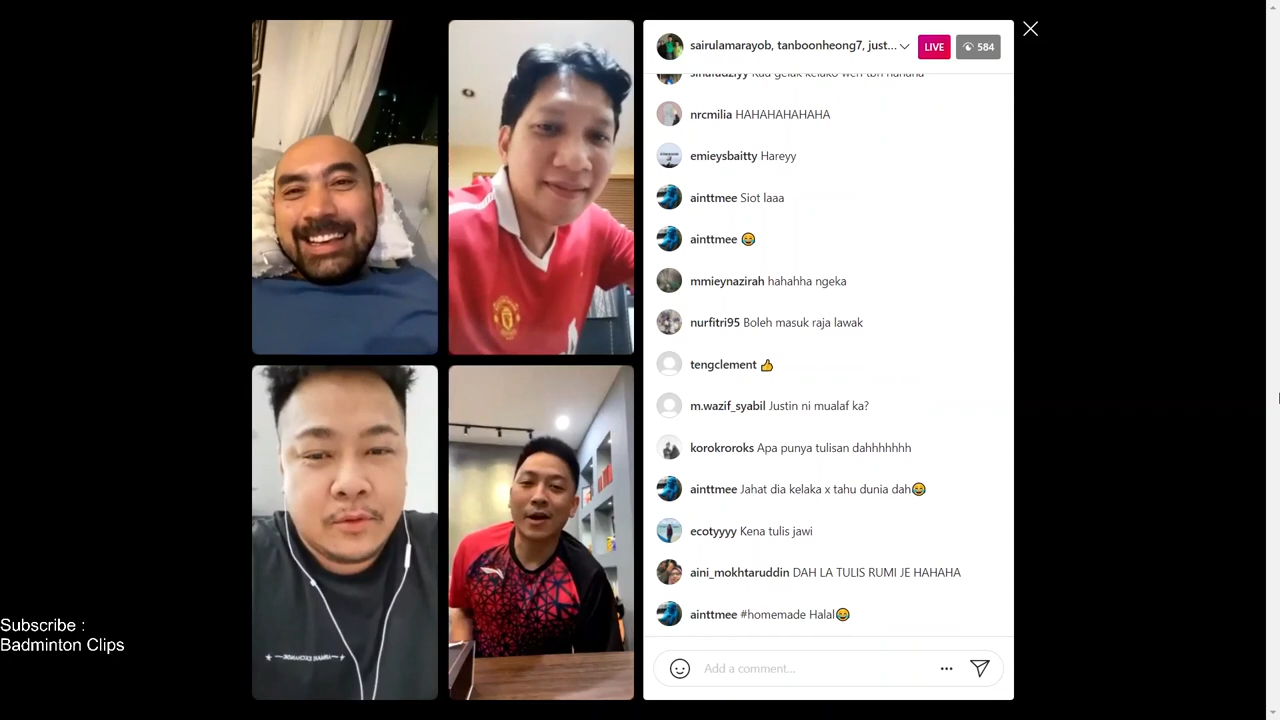 sairulamarayob, tanboonheong7, just...
LIVE
584
nrcmilia HAHAHAHAHAHA
emieysbaitty Hareyy
ainttmee Siot laaa
ainttmee 😂
mmieynazirah hahahha ngeka
nurfitri95 Boleh masuk raja lawak
tengclement 👍
m.wazif_syabil Justin ni mualaf ka?
korokroroks Apa punya tulisan dahhhhhhh
ainttmee Jahat dia kelaka x tahu dunia dah😂
ecotyyyy Kena tulis jawi
aini_mokhtaruddin DAH LA TULIS RUMI JE HAHAHA
ainttmee #homemade Halal😂
Add a comment...
Subscribe :
Badminton Clips